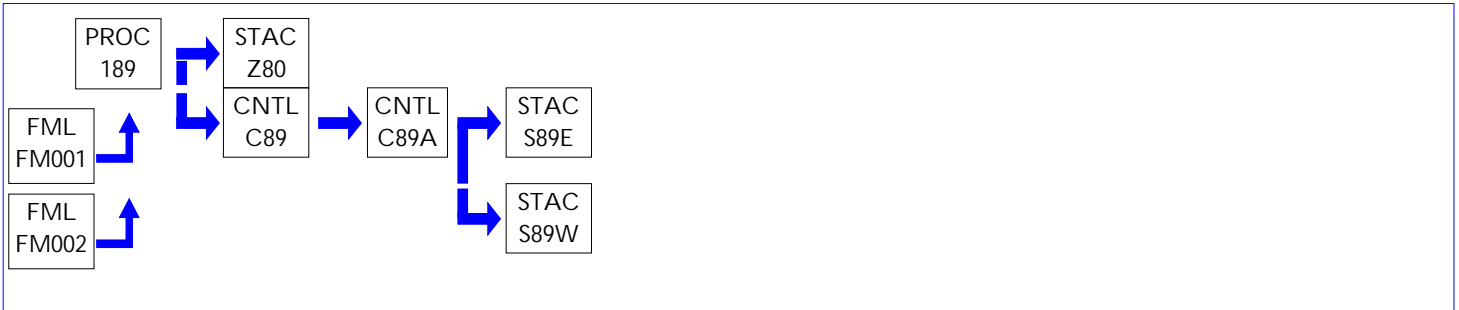 PROC
189
STAC
Z80
CNTL
C89
CNTL
C89A
STAC
S89E
STAC
S89W
FML
FM001
FML
FM002